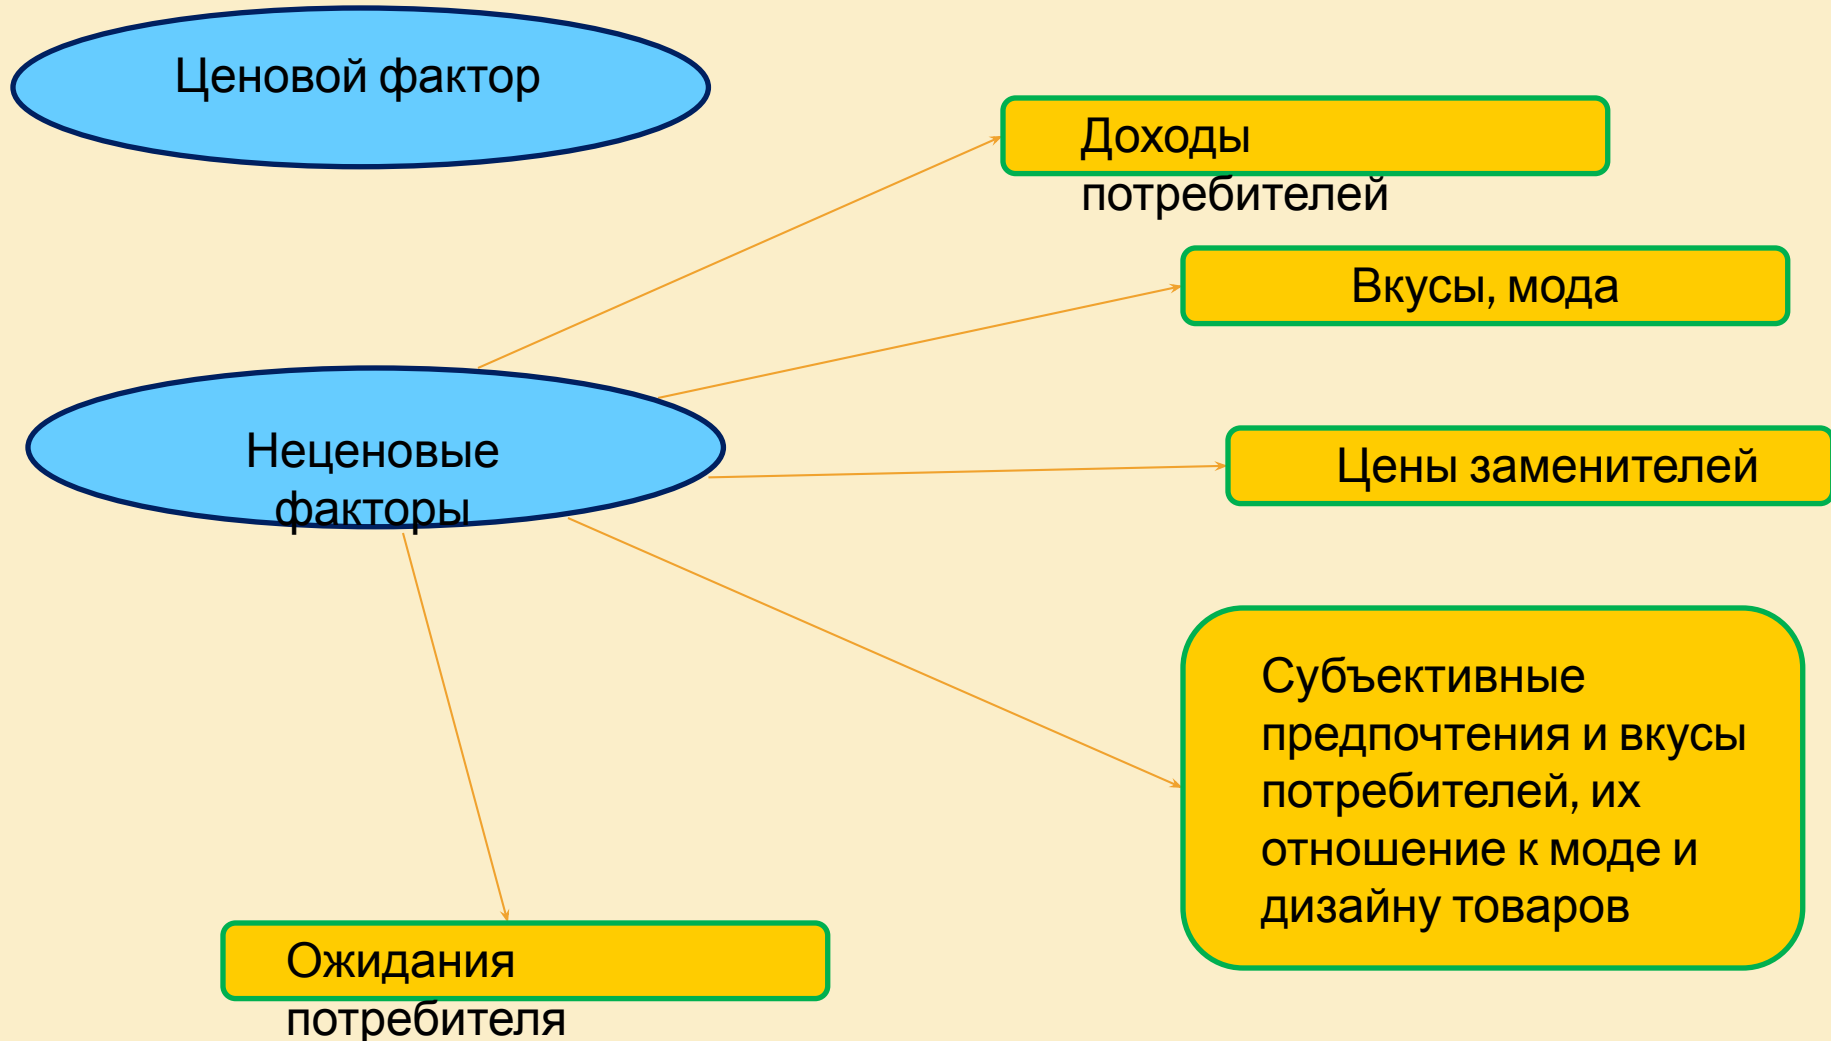 Ценовой фактор
Доходы
потребителей
Вкусы, мода
Неценовые
факторы
Цены заменителей
Субъективные
предпочтения и вкусы
потребителей, их
отношение к моде и
дизайну товаров
Ожидания
потребителя